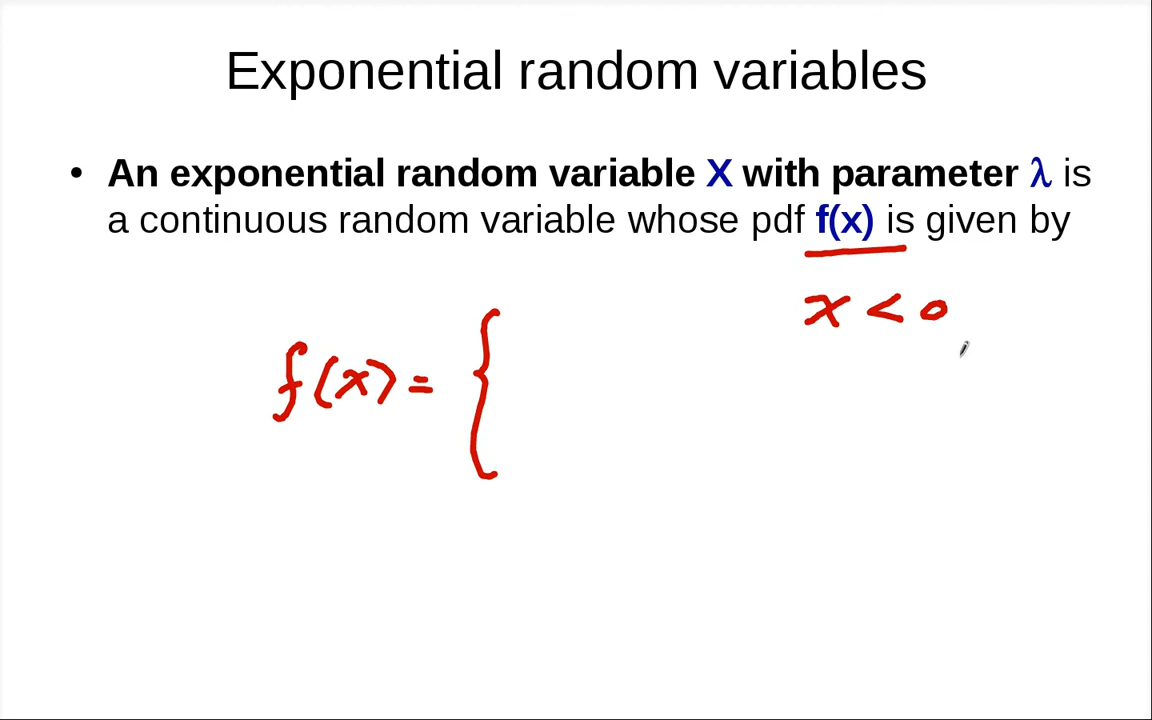 Exponential random variables
• An exponential random variable X with parameter λ is
a continuous random variable whose pdf f(x) is given by
x < 0
f(x) = {